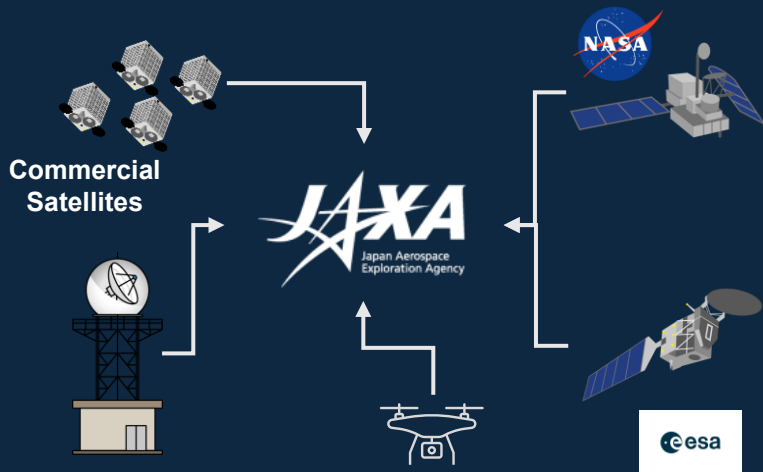 NASA
Commercial
Satellites
JAXA
Japan Aerospace
Exploration Agency
esa